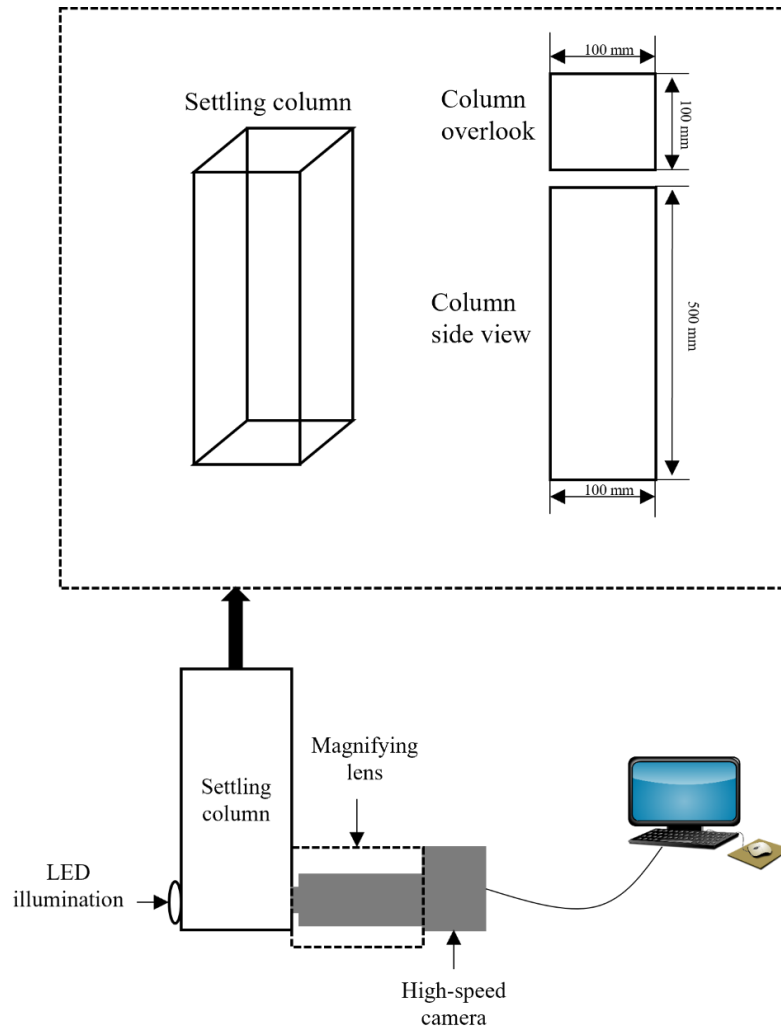 100 mm
Settling column
Column
overlook
100 mm
Column
side view
500 mm
100 mm
Magnifying
lens
Settling
column
LED
illumination
High-speed
camera